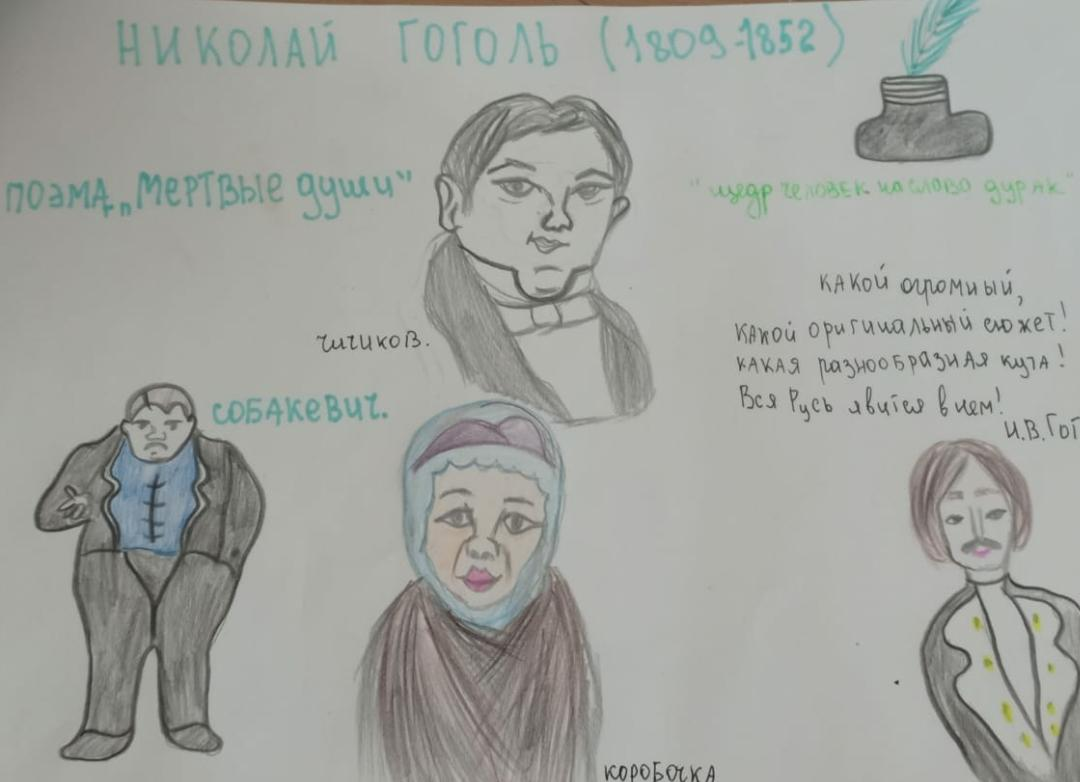 НИКОЛАЙ ГОГОЛЬ (1809-1852)
ПОЭМА „МЕРТВЫЕ души"
"щедр человек на слово дурак"
КАКОЙ огромный,
КАКОЙ оригинальный сюжет!
КАКАЯ разнообразная куча!
Вся Русь явится в нем!
Н.В.Гог
Чичиков.
СОБАКЕВИЧ.
КОРОБОЧКА